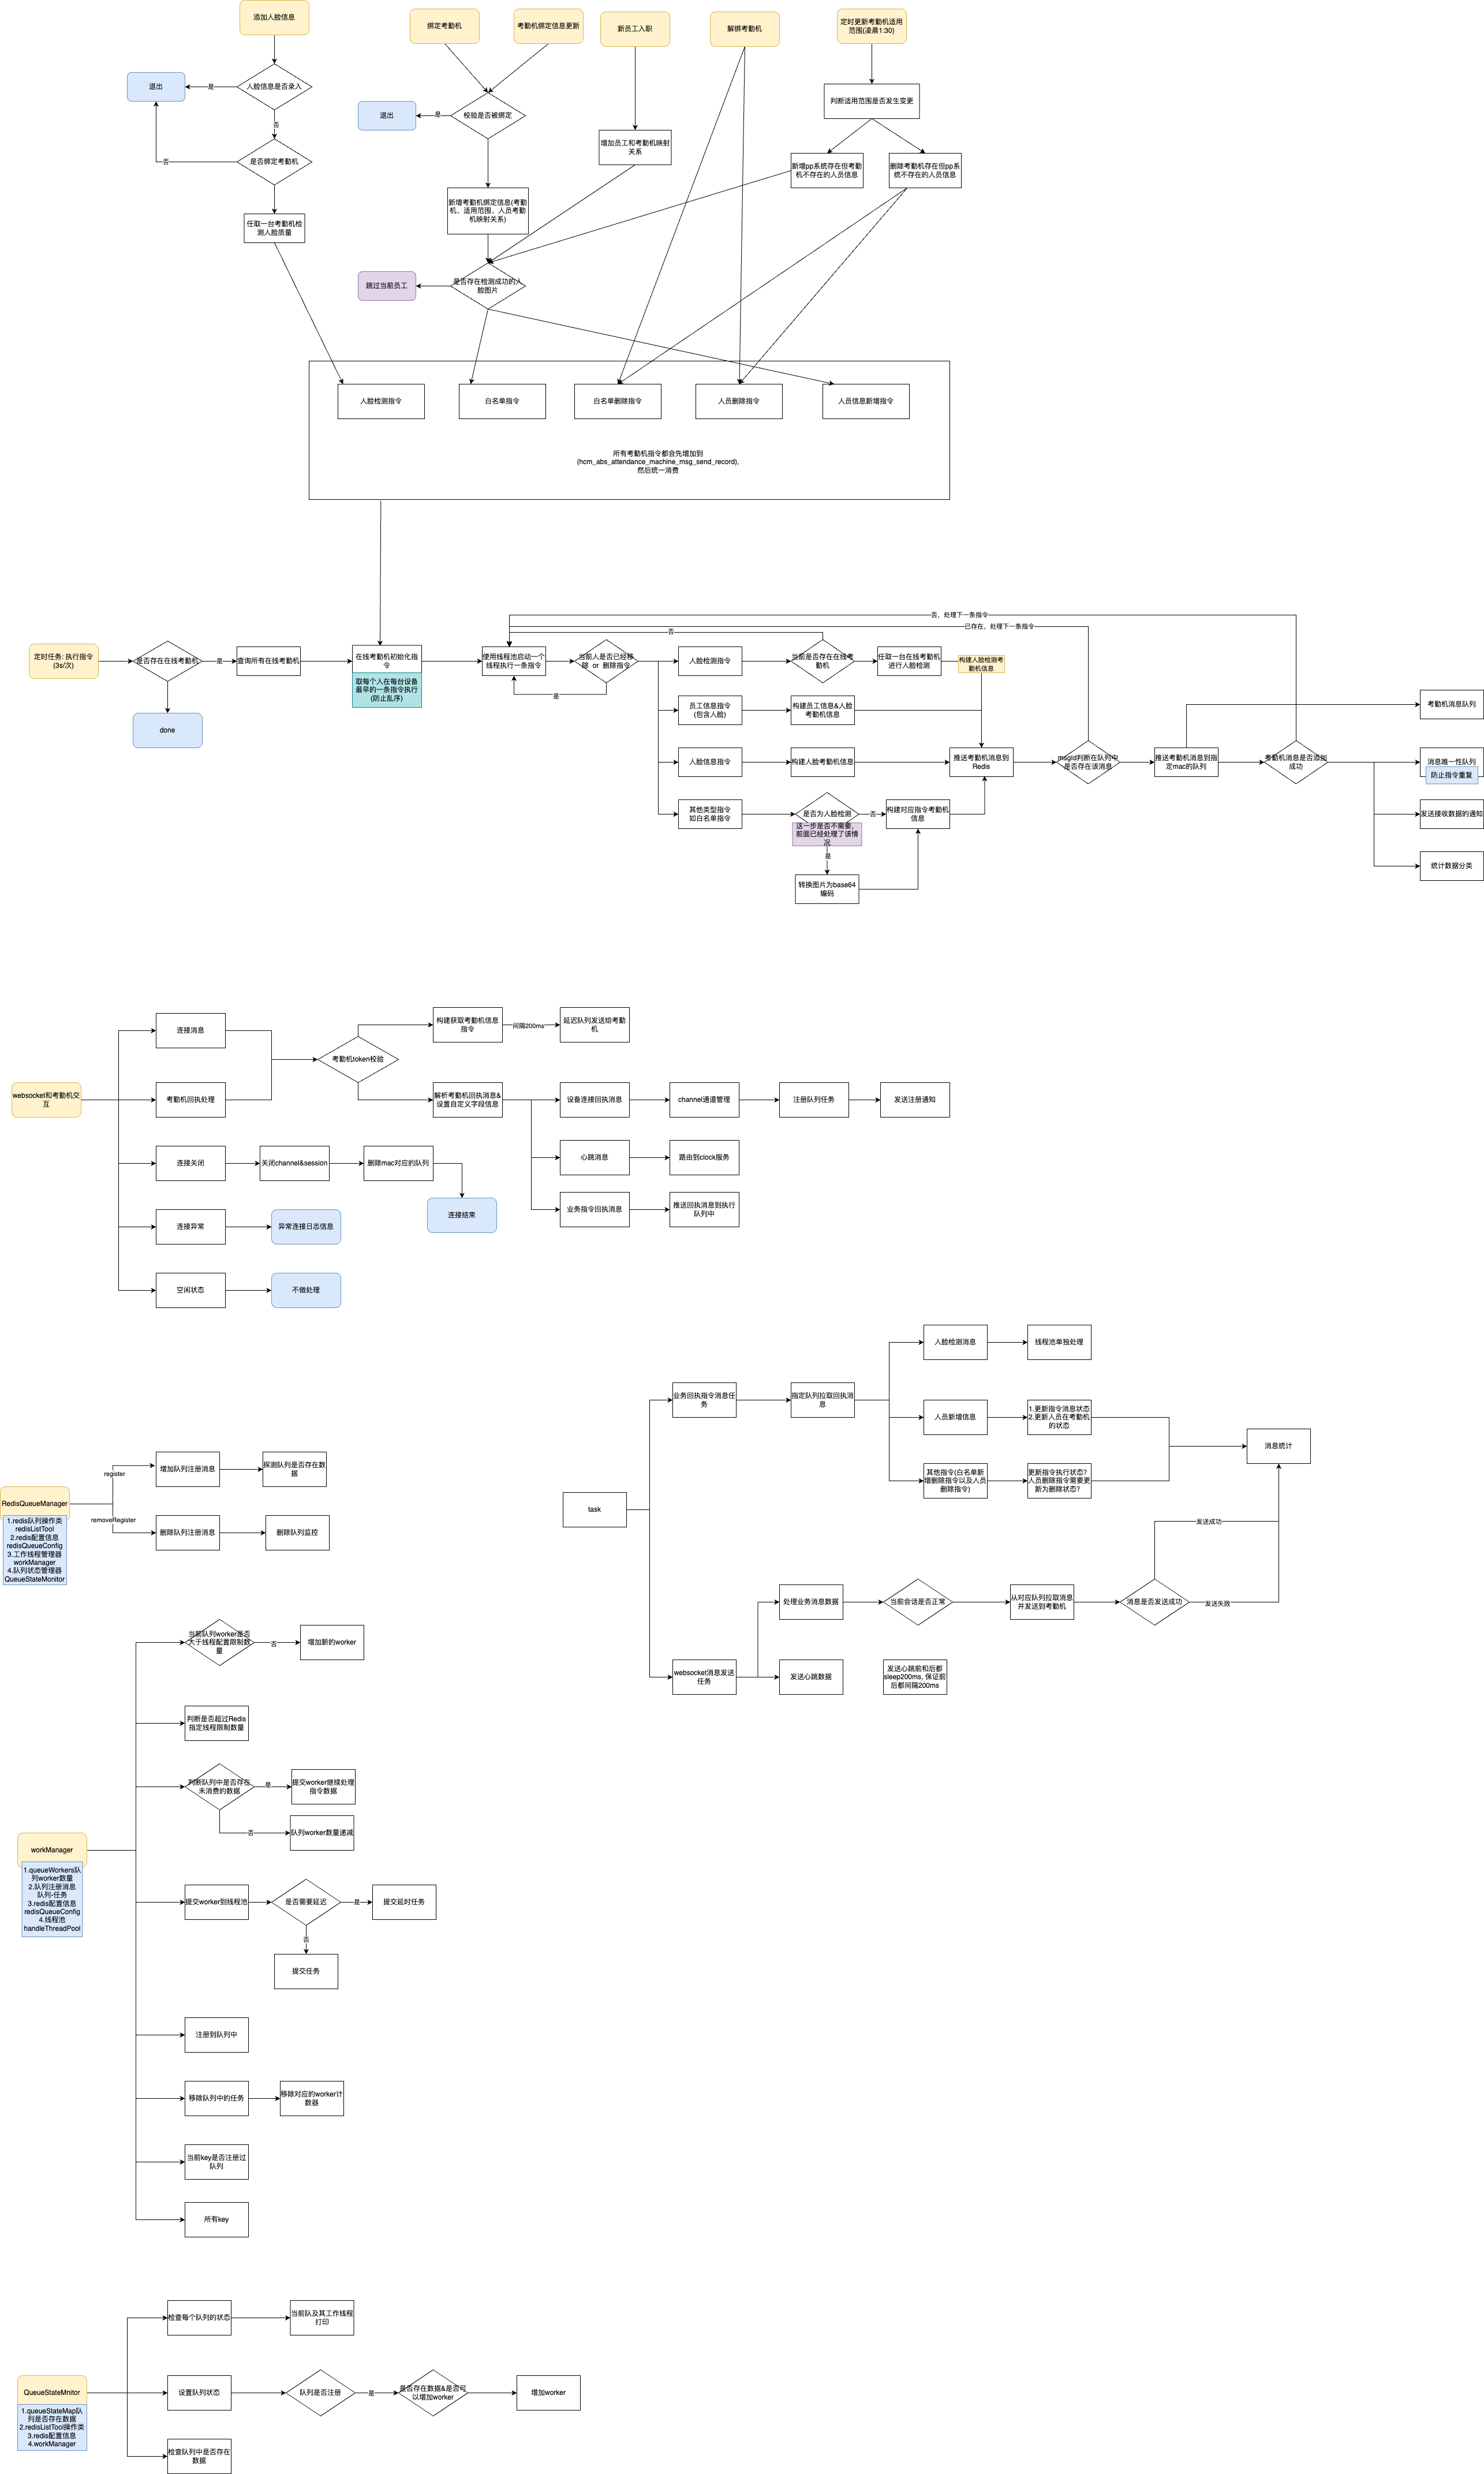 添加人脸信息
绑定考勤机
考勤机绑定信息更新
新员工入职
解绑考勤机
定时更新考勤机适用
范围(凌晨1:30)
退出
是
人脸信息是否录入
退出
是
校验是否被绑定
判断适用范围是否发生变更
否
增加员工和考勤机映射
关系
否
是否绑定考勤机
新增pp系统存在但考勤
机不存在的人员信息
删除考勤机存在但pp系
统不存在的人员信息
任取一台考勤机检
测人脸质量
新增考勤机绑定信息(考勤
机、适用范围、人员考勤
机映射关系)
跳过当前员工
是否存在检测成功的人
脸图片
人脸检测指令
白名单指令
白名单删除指令
人员删除指令
人员信息新增指令
所有考勤机指令都会先增加到
(hcm_abs_attendance_machine_msg_send_record),
然后统一消费
否，处理下一条指令
已存在，处理下一条指令
否
定时任务: 执行指令
(3s/次)
是否存在在线考勤机
是
查询所有在线考勤机
在线考勤机初始化指
令
取每个人在每台设备
最早的一条指令执行
(防止乱序)
使用线程池启动一个
线程执行一条指令
当前人是否已经移
除 or 删除指令
是
人脸检测指令
当前是否存在在线考
勤机
任取一台在线考勤机
进行人脸检测
构建人脸检测考
勤机信息
done
员工信息指令
(包含人脸)
构建员工信息&人脸
考勤机信息
考勤机消息队列
人脸信息指令
构建人脸考勤机信息
推送考勤机消息到
Redis
msgId判断在队列中
是否存在该消息
推送考勤机消息到指
定mac的队列
考勤机消息是否添加
成功
消息唯一性队列
防止指令重复
其他类型指令
如白名单指令
是否为人脸检测
这一步是否不需要,
前面已经处理了该情
况
否
构建对应指令考勤机
信息
发送接收数据的通知
是
统计数据分类
转换图片为base64
编码
连接消息
构建获取考勤机信息
指令
间隔200ms
延迟队列发送给考勤
机
考勤机token校验
websocket和考勤机交
互
考勤机回执处理
解析考勤机回执消息&
设置自定义字段信息
设备连接回执消息
channel通道管理
注册队列任务
发送注册通知
连接关闭
关闭channel&session
删除mac对应的队列
心跳消息
路由到clock服务
连接结束
业务指令回执消息
推送回执消息到执行
队列中
连接异常
异常连接日志信息
空闲状态
不做处理
人脸检测消息
线程池单独处理
业务回执指令消息任
务
指定队列拉取回执消
息
人员新增信息
1.更新指令消息状态
2.更新人员在考勤机
的状态
消息统计
其他指令(白名单新
增删除指令以及人员
删除指令)
更新指令执行状态?
人员删除指令需要更
新为删除状态?
register
增加队列注册消息
探测队列是否存在数
据
RedisQueueManager
removeRegister
删除队列注册消息
删除队列监控
1.redis队列操作类
redisListTool
2.redis配置信息
redisQueueConfig
3.工作线程管理器
workManager
4.队列状态管理器
QueueStateMonitor
task
发送成功
处理业务消息数据
当前会话是否正常
从对应队列拉取消息
并发送到考勤机
消息是否发送成功
发送失败
websocket消息发送
任务
发送心跳数据
发送心跳前和后都
sleep200ms, 保证前
后都间隔200ms
当前队列worker是否
大于线程配置限制数
量
否
增加新的worker
判断是否超过Redis
指定线程限制数量
判断队列中是否存在
未消费的数据
是
提交worker继续处理
指令数据
否
队列worker数量递减
workManager
1.queueWorkers队
列worker数量
2.队列注册消息
队列-任务
3.redis配置信息
redisQueueConfig
4.线程池
handleThreadPool
提交worker到线程池
是否需要延迟
是
提交延时任务
否
提交任务
注册到队列中
移除队列中的任务
移除对应的worker计
数器
当前key是否注册过
队列
所有key
检查每个队列的状态
当前队及其工作线程
打印
QueueStateMnitor
1.queueStateMap队
列是否存在数据
2.redisListTool操作类
3.redis配置信息
4.workManager
设置队列状态
队列是否注册
是
是否存在数据&是否可
以增加worker
增加worker
检查队列中是否存在
数据